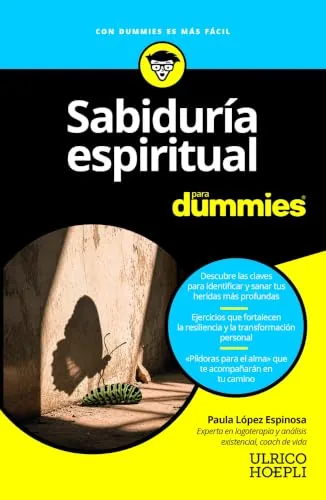 CON DUMMIES ES MÁS FÁCIL
Sabiduría
espiritual
para
dummies®
Descubre las claves
para identificar y sanar tus
heridas más profundas
Ejercicios que fortalecen
la resiliencia y la transformación
personal
«Píldoras para el alma» que
te acompañarán en
tu camino
Paula López Espinosa
Experta en logoterapia y análisis
existencial, coach de vida
ULRICO
HOEPLI